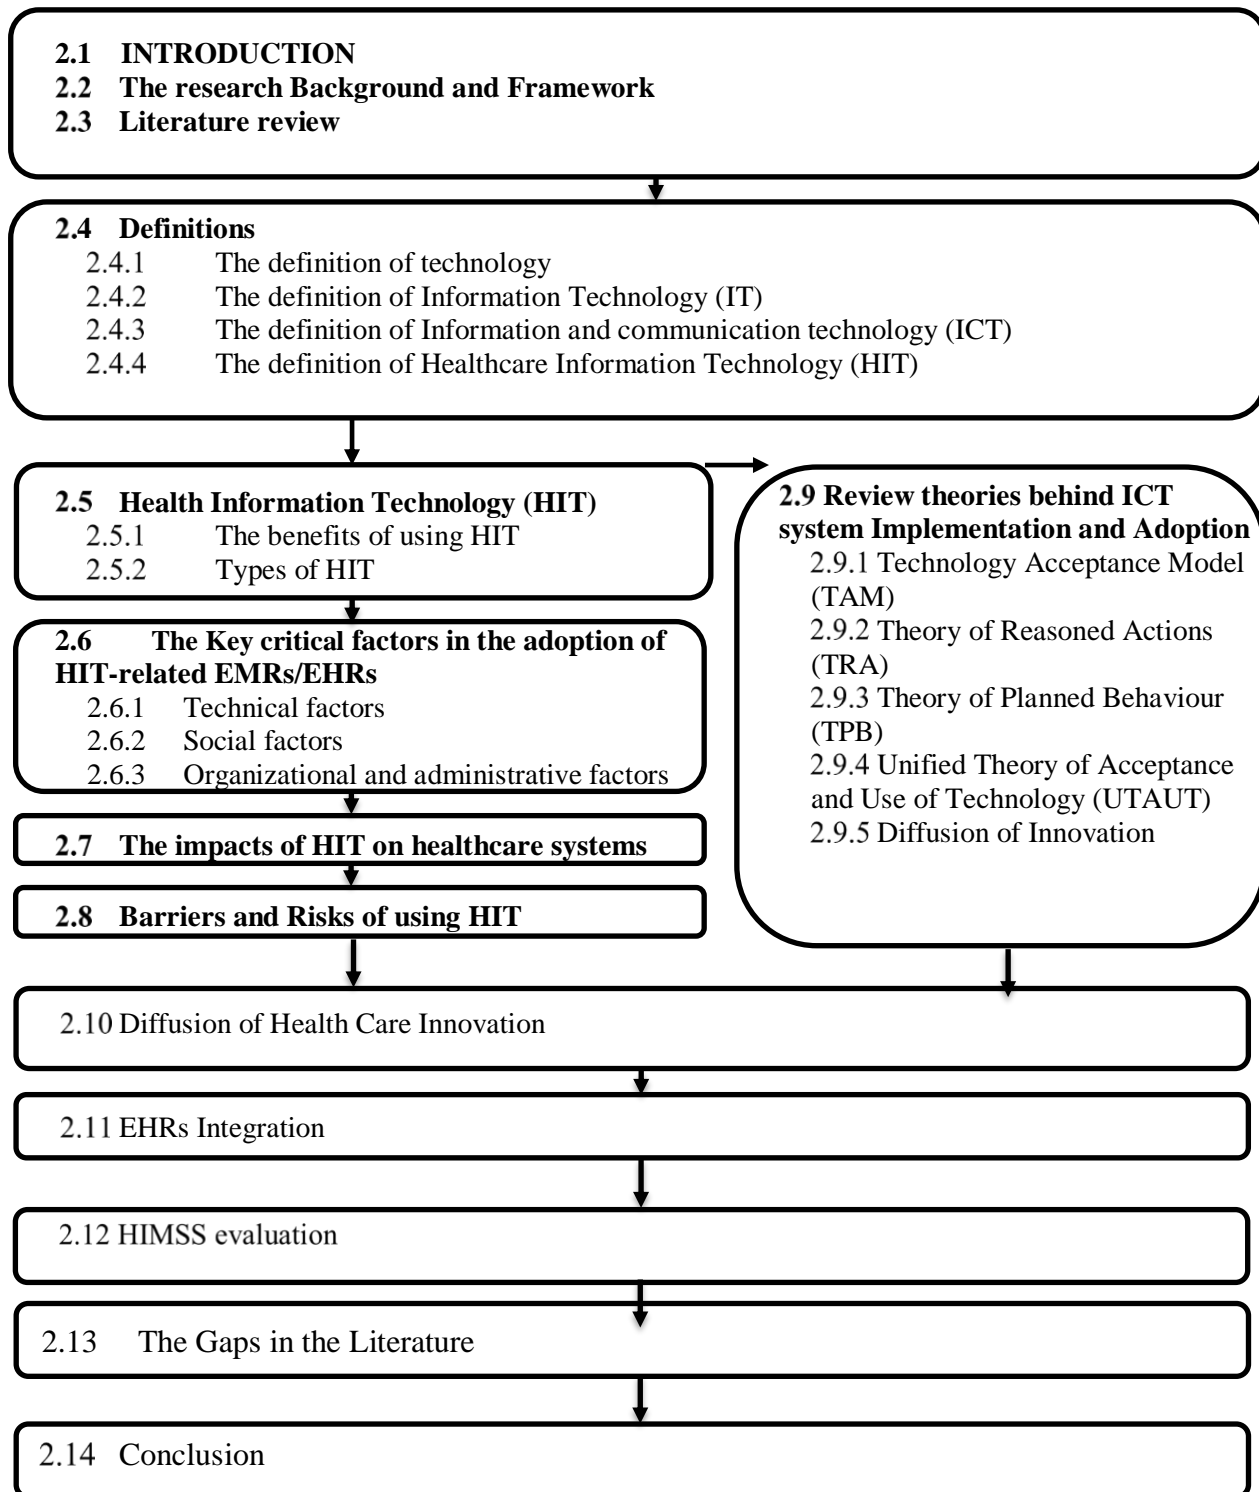 2.1 INTRODUCTION
2.2 The research Background and Framework
2.3 Literature review
2.4 Definitions
2.4.1 The definition of technology
2.4.2 The definition of Information Technology (IT)
2.4.3 The definition of Information and communication technology (ICT)
2.4.4 The definition of Healthcare Information Technology (HIT)
2.5 Health Information Technology (HIT)
2.5.1 The benefits of using HIT
2.5.2 Types of HIT
2.6 The Key critical factors in the adoption of
HIT-related EMRs/EHRs
2.6.1 Technical factors
2.6.2 Social factors
2.6.3 Organizational and administrative factors
2.7 The impacts of HIT on healthcare systems
2.8 Barriers and Risks of using HIT
2.9 Review theories behind ICT
system Implementation and Adoption
2.9.1 Technology Acceptance Model
(TAM)
2.9.2 Theory of Reasoned Actions
(TRA)
2.9.3 Theory of Planned Behaviour
(TPB)
2.9.4 Unified Theory of Acceptance
and Use of Technology (UTAUT)
2.9.5 Diffusion of Innovation
2.10 Diffusion of Health Care Innovation
2.11 EHRs Integration
2.12 HIMSS evaluation
2.13 The Gaps in the Literature
2.14 Conclusion